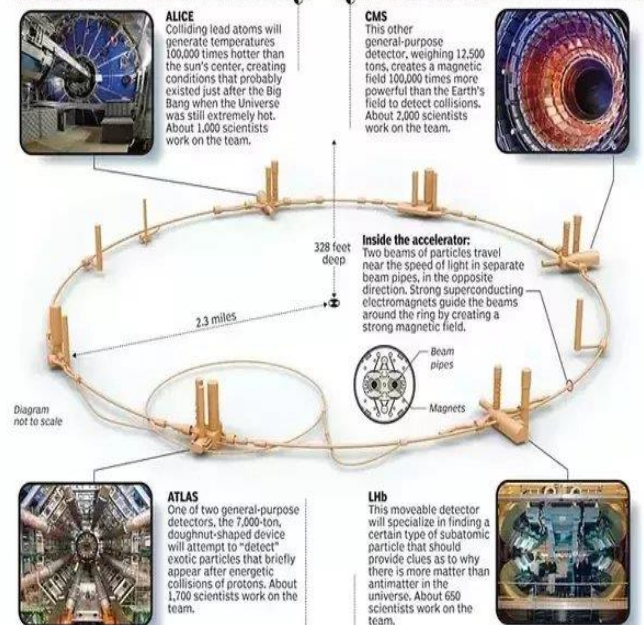 ALICE
Colliding lead atoms will
generate temperatures
100,000 times hotter than
the sun's center, creating
conditions that probably
existed just after the Big
Bang when the Universe
was still extremely hot.
About 1,000 scientists
work on the team.
CMS
This other
general-purpose
detector, weighing 12,500
tons, creates a magnetic
field 100,000 times more
powerful than the Earth's
field to detect collisions.
About 2,000 scientists
work on the team.
328 feet
deep
Inside the accelerator:
Two beams of particles travel
near the speed of light in separate
beam pipes, in the opposite
direction. Strong superconducting
electromagnets guide the beams
around the ring by creating a
strong magnetic field.
2.3 miles
Beam
pipes
Magnets
Diagram
not to scale
ATLAS
One of two general-purpose
detectors, the 7,000-ton,
doughnut-shaped device
will attempt to "detect"
exotic particles that briefly
appear after energetic
collisions of protons. About
1,700 scientists work on the
team.
LHb
This moveable detector
will specialize in finding a
certain type of subatomic
particle that should
provide clues as to why
there is more matter than
antimatter in the
universe. About 650
scientists work on the
team.